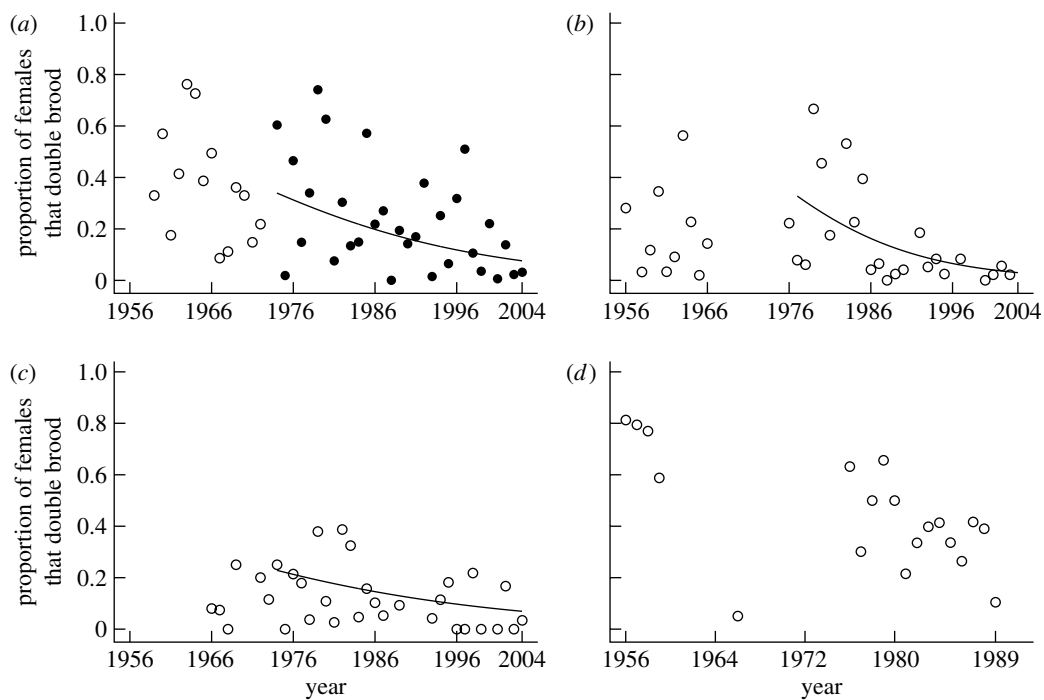 (a)
1.0
0.8
0.6
0.4
0.2
0
proportion of females
that double brood
1956 1966 1976 1986 1996 2004
(b)
1956 1966 1976 1986 1996 2004
(c)
1.0
0.8
0.6
0.4
0.2
0
proportion of females
that double brood
1956 1966 1976 1986 1996 2004
year
(d)
1956 1964 1972 1980 1989
year